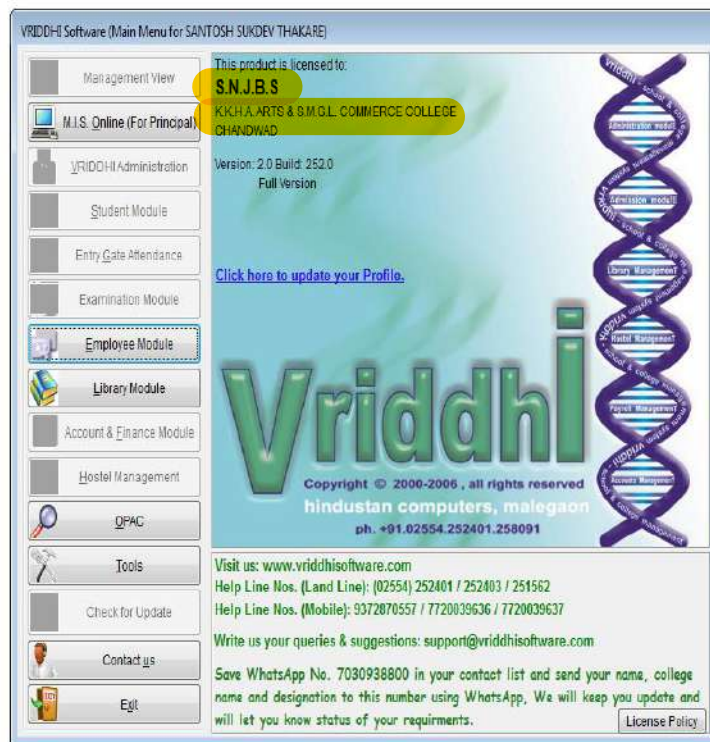 VRIDDHI Software (Main Menu for SANTOSH SUKDEV THAKARE)
Management View
M.I.S. Online (For Principal)
VRIDDHI Administration
Student Module
Entry Gate Attendance
Examination Module
Employee Module
Library Module
Account & Finance Module
Hostel Management
OPAC
Tools
Check for Update
Contact us
Exit
This product is licensed to:
S.N.J.B.S
K.K.H.A. ARTS & S.M.G.L. COMMERCE COLLEGE
CHANDWAD
Version: 2.0 Build: 252.0
Full Version
Click here to update your Profile.
Vriddhi
Copyright © 2000-2006 , all rights reserved
hindustan computers, malegaon
ph. +91.02554.252401.258091
vriddhi - school &
Administration module
Admission module
Library Management
Hostel Management
Payroll Management
Accounts Management
Visit us: www.vriddhisoftware.com
Help Line Nos. (Land Line): (02554) 252401 / 252403 / 251562
Help Line Nos. (Mobile): 9372870557 / 7720039636 / 7720039637
Write us your queries & suggestions: support@vriddhisoftware.com
Save WhatsApp No. 7030938800 in your contact list and send your name, college
name and designation to this number using WhatsApp, We will keep you update and
will let you know status of your requirments.
License Policy